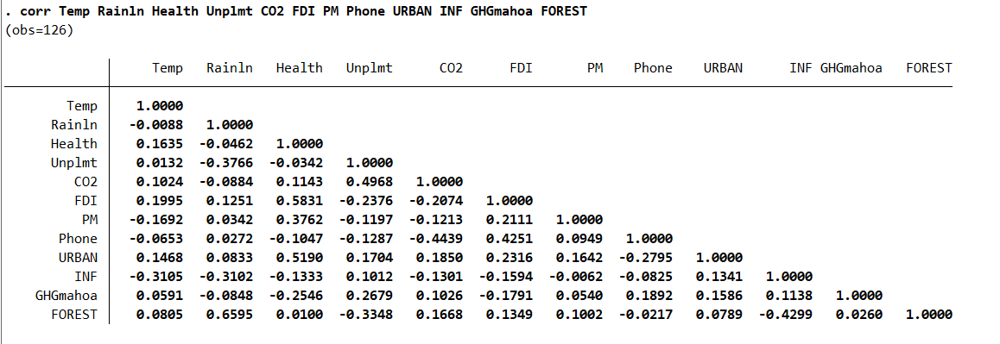 . corr Temp Rainln Health Unplmt CO2 FDI PM Phone URBAN INF GHGmahoa FOREST
(obs=126)
Temp Rainln Health Unplmt CO2 FDI PM Phone URBAN INF GHGmahoa FOREST
Temp 1.0000
Rainln -0.0088 1.0000
Health 0.1635 -0.0462 1.0000
Unplmt 0.0132 -0.3766 -0.0342 1.0000
CO2 0.1024 -0.0884 0.1143 0.4968 1.0000
FDI 0.1995 0.1251 0.5831 -0.2376 -0.2074 1.0000
PM -0.1692 0.0342 0.3762 -0.1197 -0.1213 0.2111 1.0000
Phone -0.0653 0.0272 -0.1047 -0.1287 -0.4439 0.4251 0.0949 1.0000
URBAN 0.1468 0.0833 0.5190 0.1704 0.1850 0.2316 0.1642 -0.2795 1.0000
INF -0.3105 -0.3102 -0.1333 0.1012 -0.1301 -0.1594 -0.0062 -0.0825 0.1341 1.0000
GHGmahoa 0.0591 -0.0848 -0.2546 0.2679 0.1026 -0.1791 0.0540 0.1892 0.1586 0.1138 1.0000
FOREST 0.0805 0.6595 0.0100 -0.3348 0.1668 0.1349 0.1002 -0.0217 0.0789 -0.4299 0.0260 1.0000